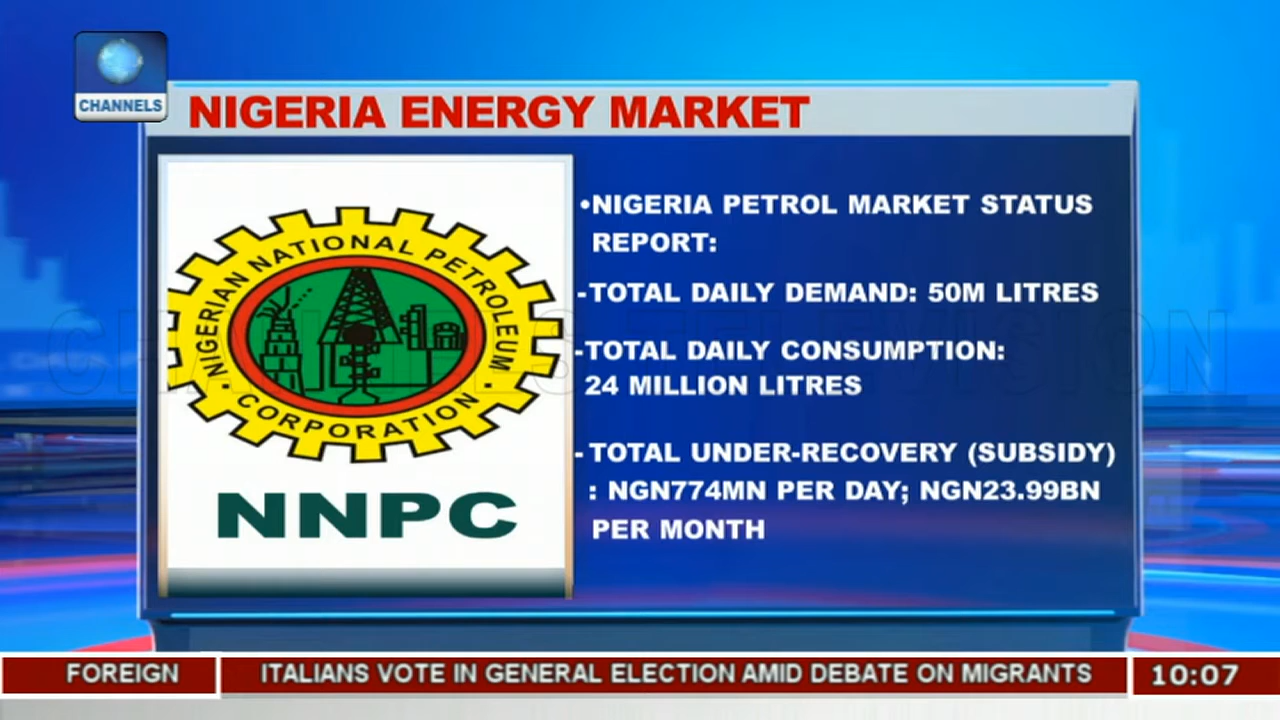 CHANNELS
NIGERIA ENERGY MARKET
NIGERIAN NATIONAL PETROLEUM
· CORPORATION ·
NNPC
•NIGERIA PETROL MARKET STATUS
REPORT:
-TOTAL DAILY DEMAND: 50M LITRES
-TOTAL DAILY CONSUMPTION:
24 MILLION LITRES
- TOTAL UNDER-RECOVERY (SUBSIDY)
: NGN774MN PER DAY; NGN23.99BN
PER MONTH
CHANNELS TELEVISION
FOREIGN
ITALIANS VOTE IN GENERAL ELECTION AMID DEBATE ON MIGRANTS
10:07